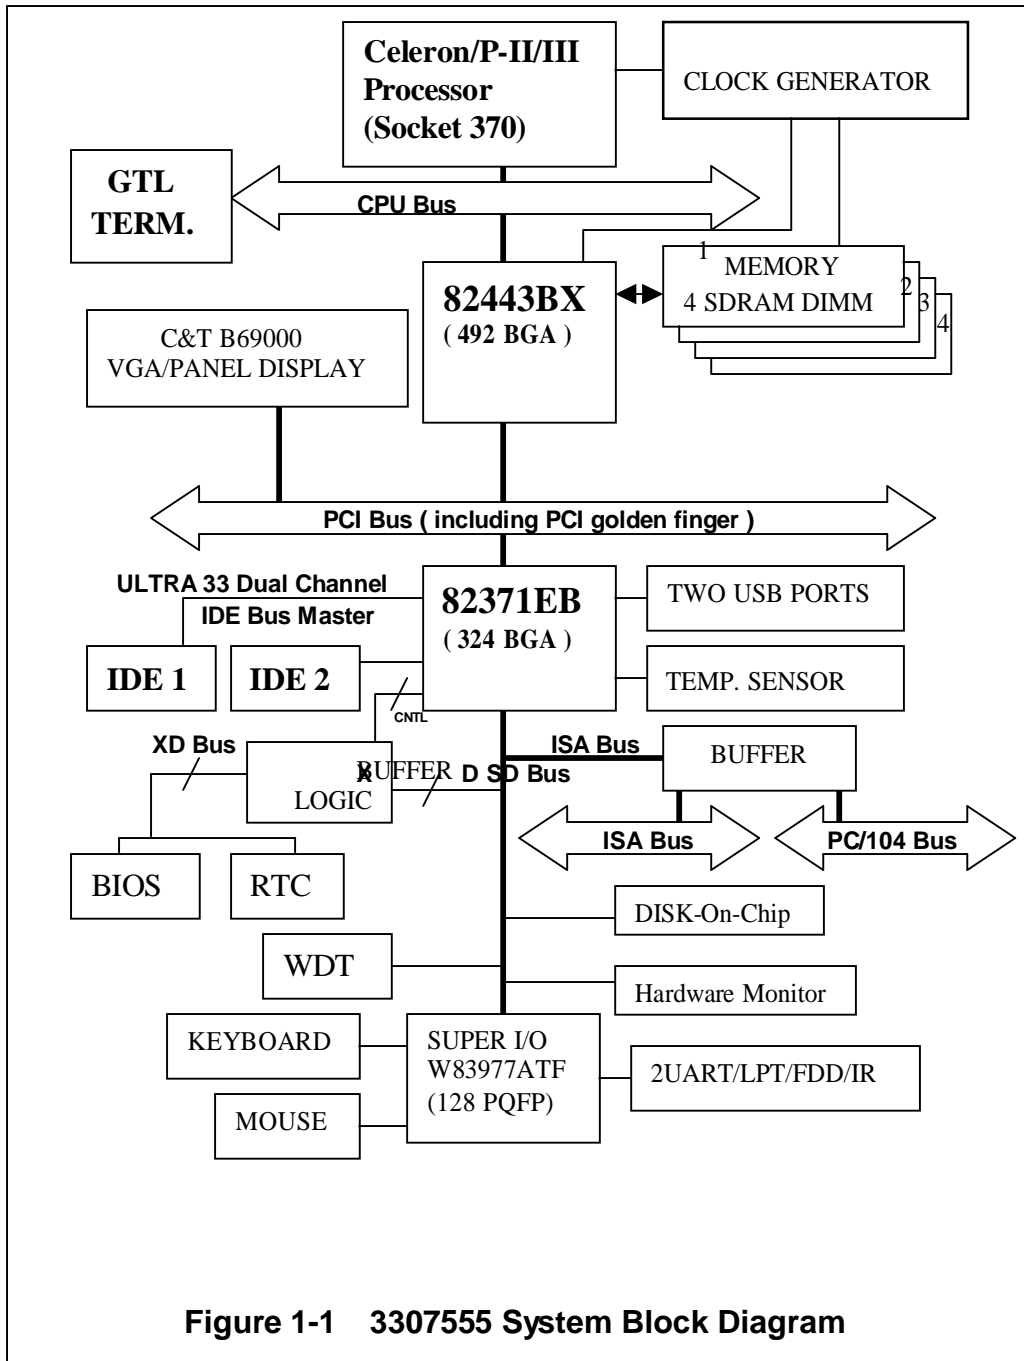 Celeron/P-II/III
Processor
(Socket 370)
CLOCK GENERATOR
GTL
TERM.
CPU Bus
1
MEMORY
4 SDRAM DIMM
2
3
4
82443BX
( 492 BGA )
C&T B69000
VGA/PANEL DISPLAY
PCI Bus ( including PCI golden finger )
ULTRA 33 Dual Channel
IDE Bus Master
82371EB
( 324 BGA )
TWO USB PORTS
IDE 1
IDE 2
TEMP. SENSOR
CNTL
XD Bus
ISA Bus
BUFFER
BUFFER
LOGIC
X
D SD Bus
ISA Bus
PC/104 Bus
BIOS
RTC
DISK-On-Chip
WDT
Hardware Monitor
KEYBOARD
SUPER I/O
W83977ATF
(128 PQFP)
2UART/LPT/FDD/IR
MOUSE
Figure 1-1 3307555 System Block Diagram